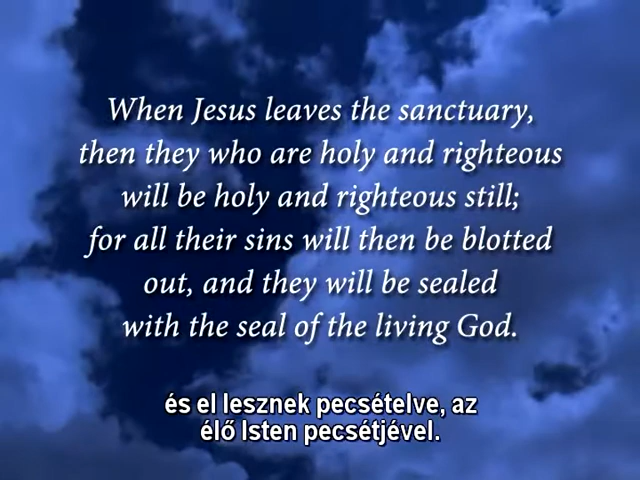 When Jesus leaves the sanctuary,
then they who are holy and righteous
will be holy and righteous still;
for all their sins will then be blotted
out, and they will be sealed
with the seal of the living God.
és el lesznek pecsételve, az
élő Isten pecsétjével.